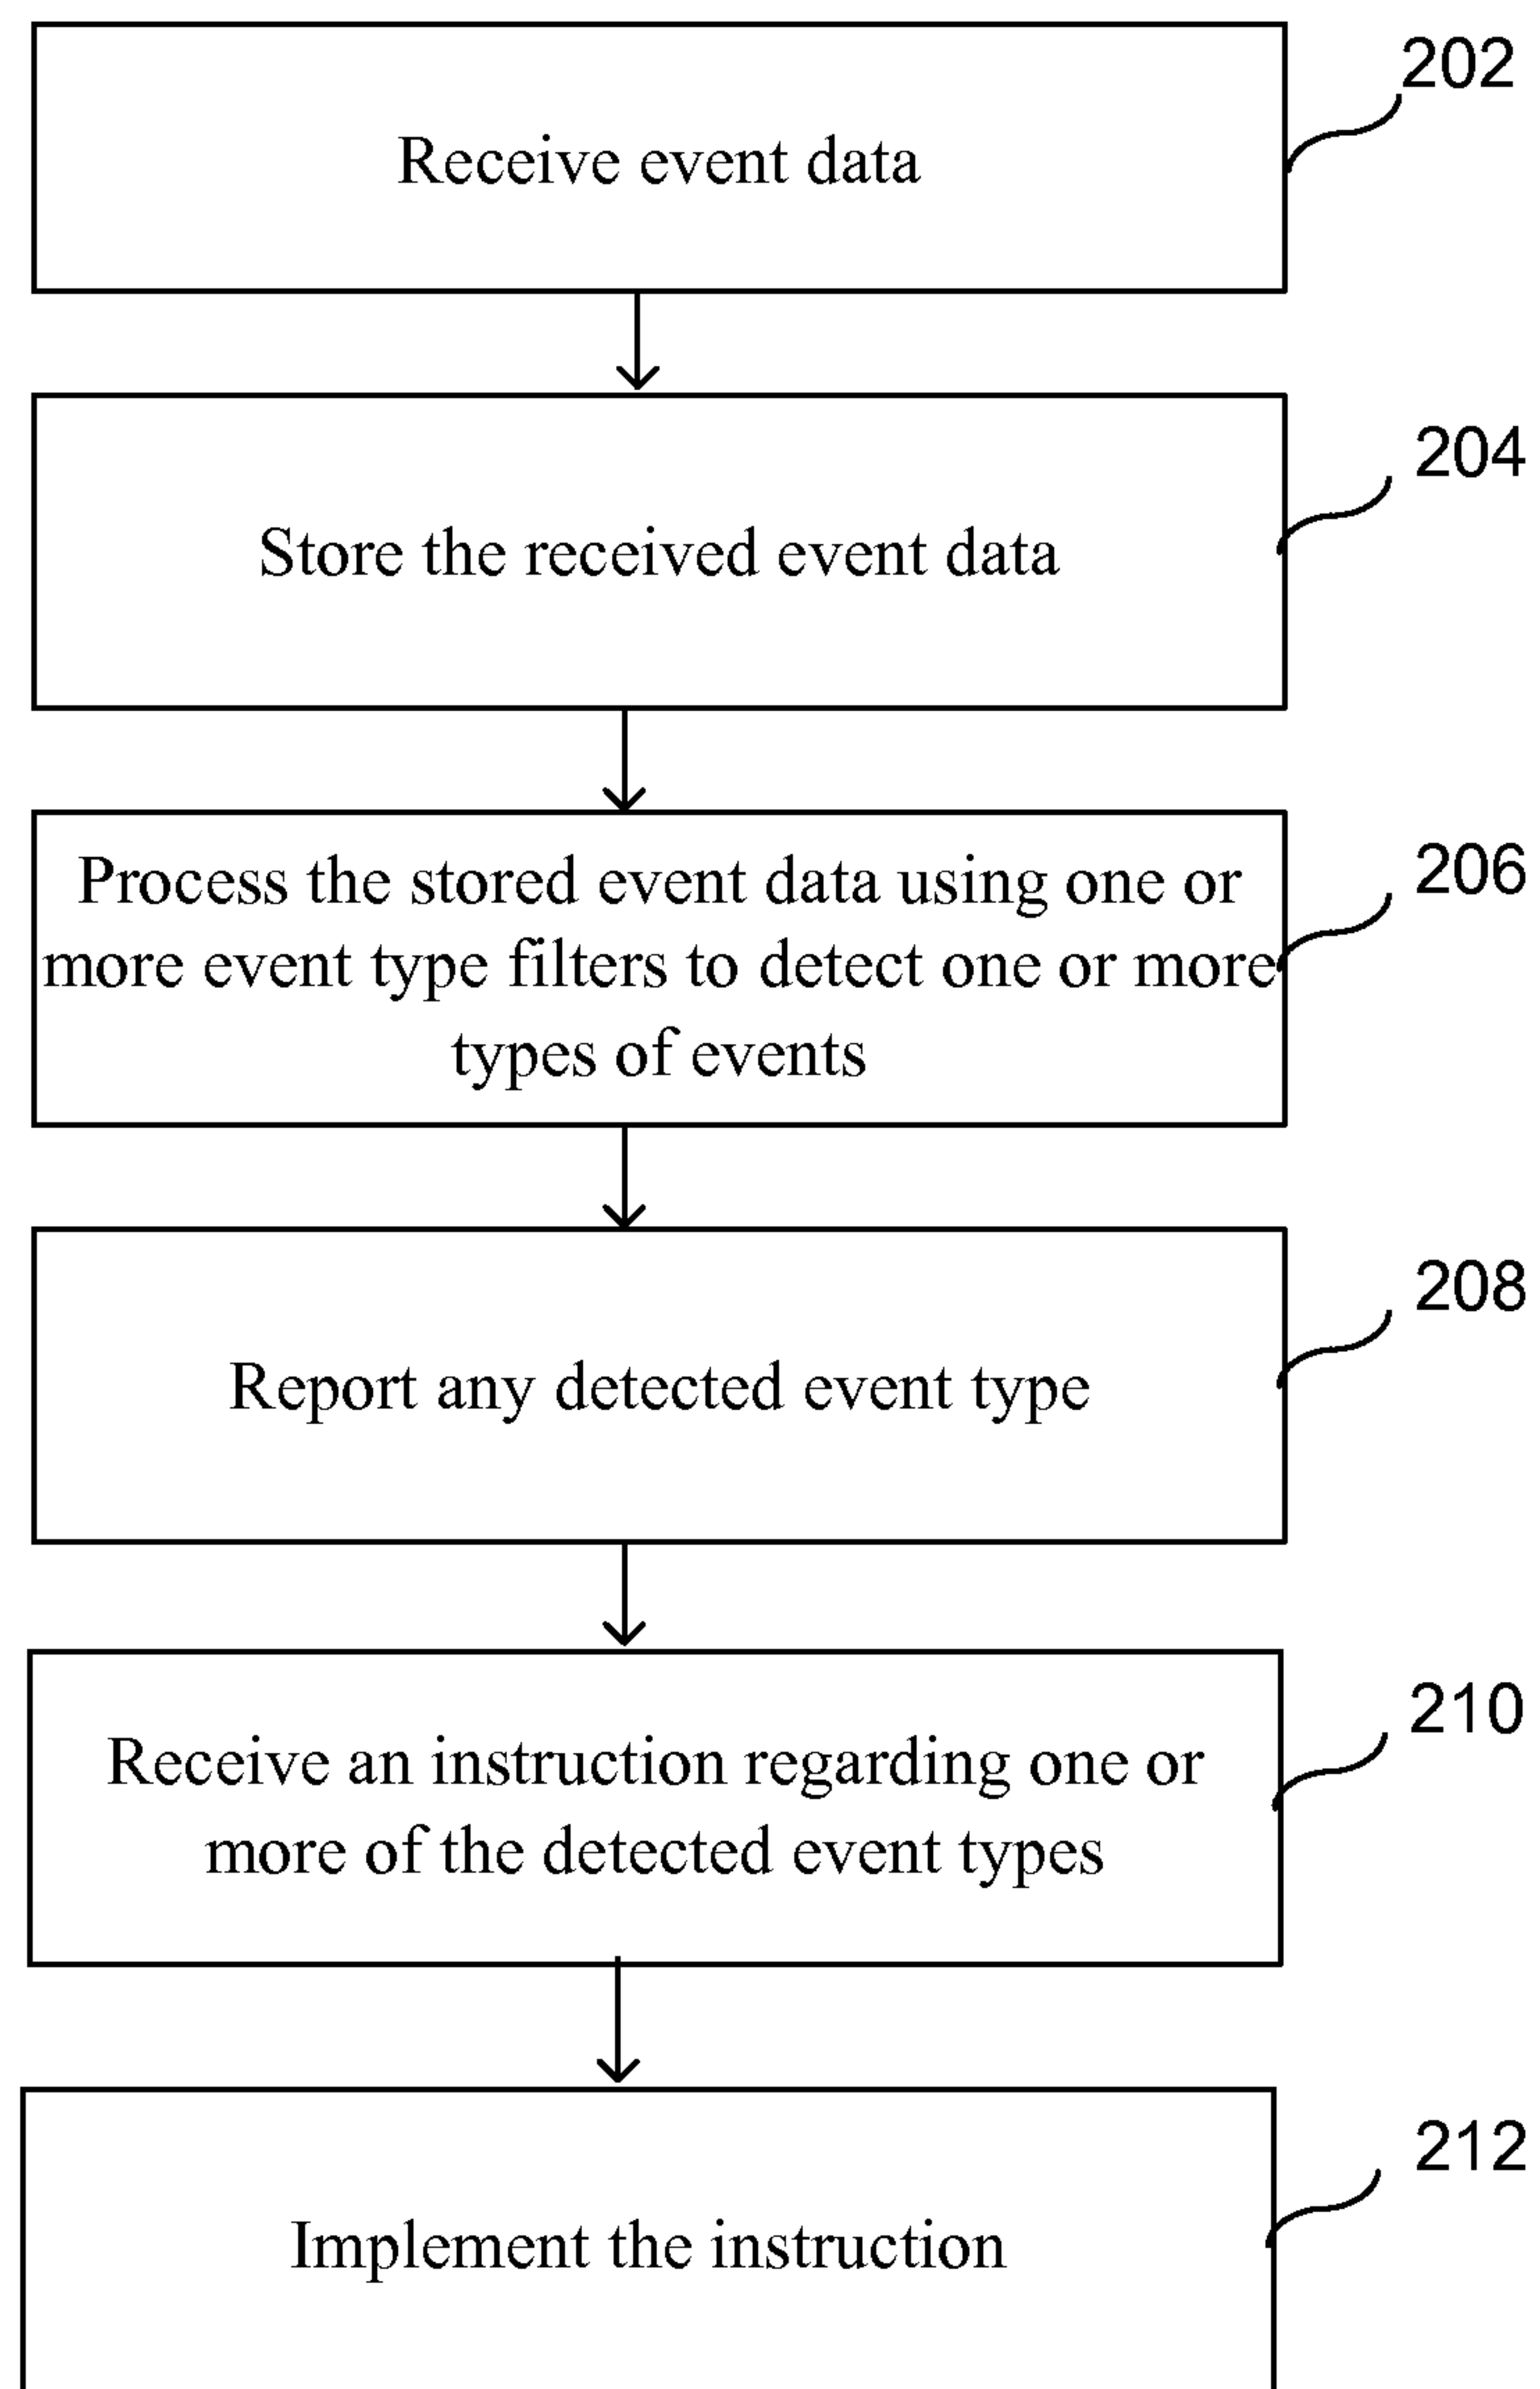 202
Receive event data
204
Store the received event data
206
Process the stored event data using one or
more event type filters to detect one or more
types of events
208
Report any detected event type
210
Receive an instruction regarding one or
more of the detected event types
212
Implement the instruction